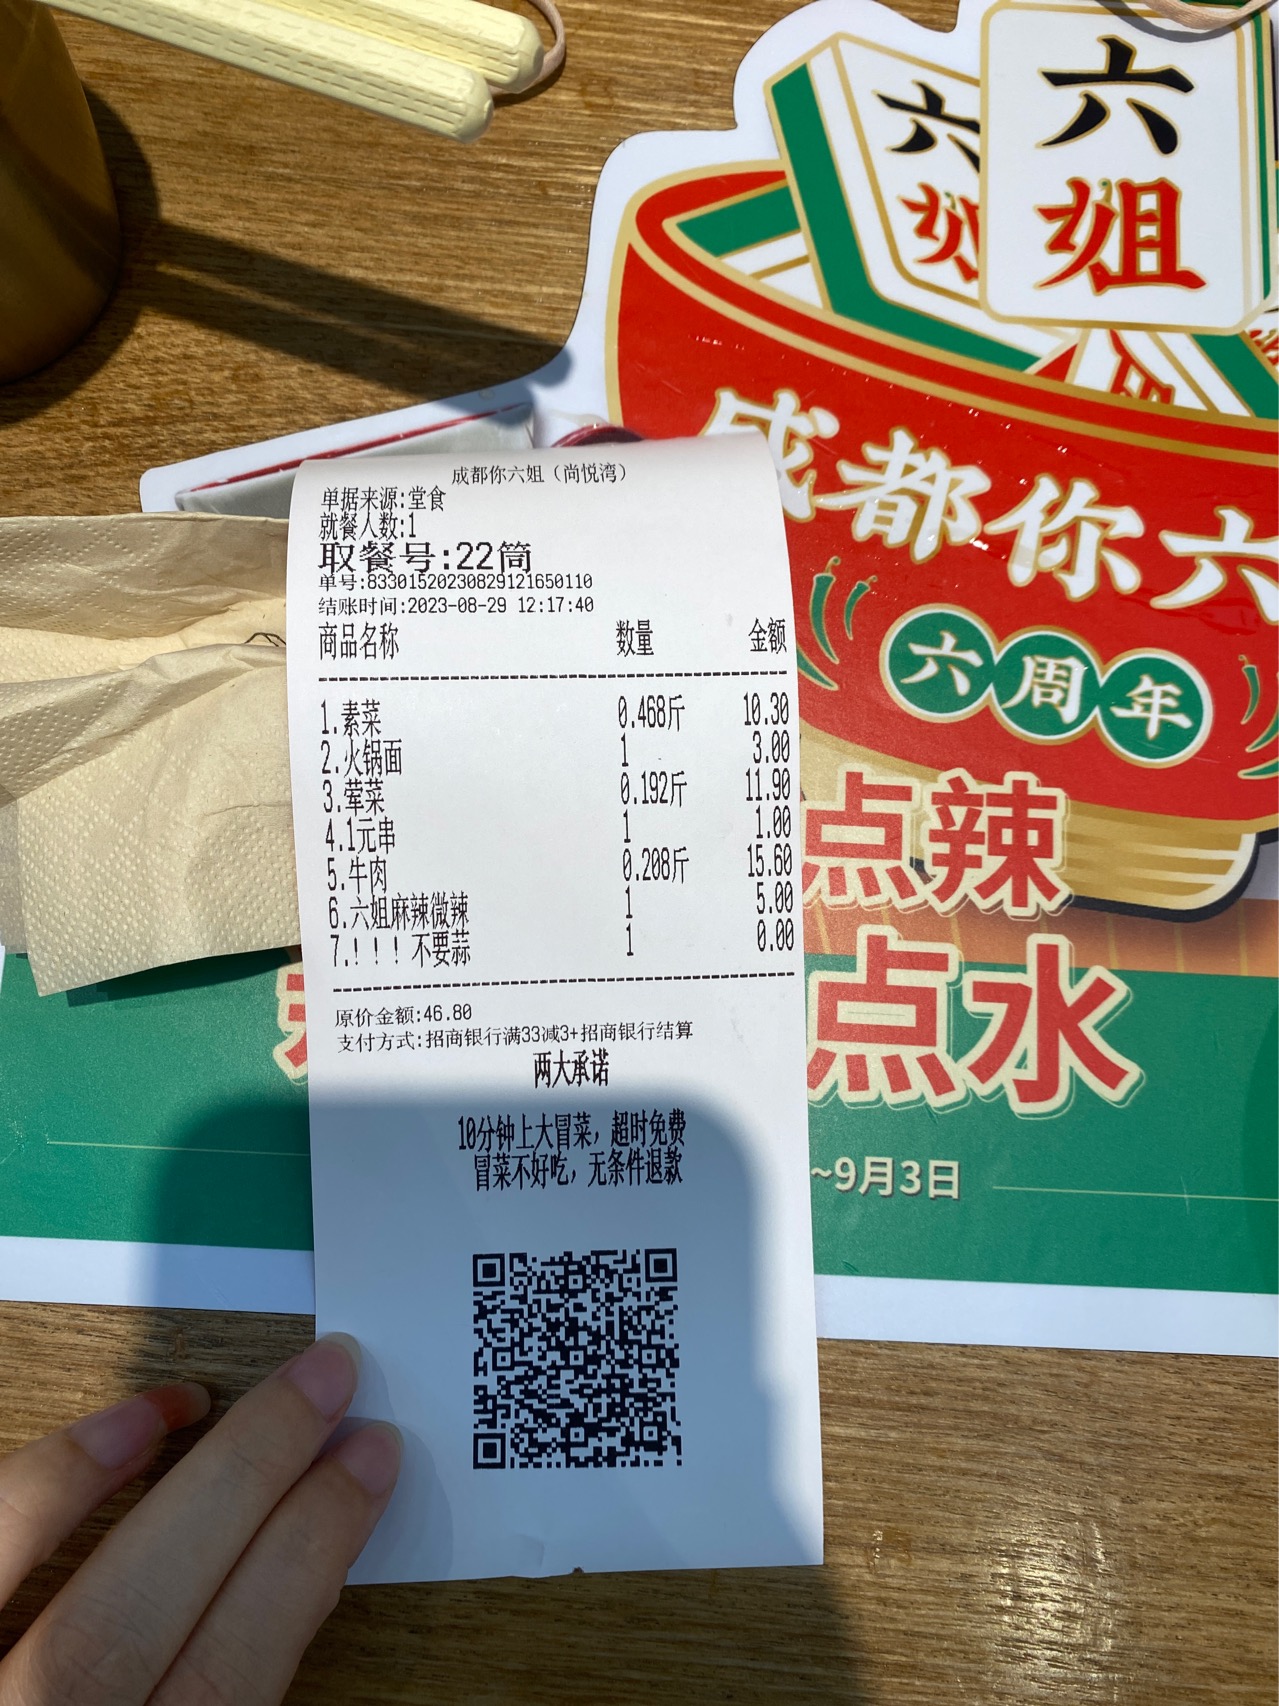 六
姐
六
姐
成都你六
六周年
成都你六姐（尚悦湾）
单据来源:堂食
就餐人数:1
取餐号:22筒
单号:83301520230829121650110
结账时间:2023-08-29 12:17:40
商品名称 数量 金额
1.素菜 0.468斤 10.30
2.火锅面 1 3.00
3.荤菜 0.192斤 11.90
4.1元串 1 1.00
5.牛肉 0.208斤 15.60
6.六姐麻辣微辣 1 5.00
7.！！！不要蒜 1 0.00
原价金额:46.80
支付方式:招商银行满33减3+招商银行结算
两大承诺
10分钟上大冒菜，超时免费
冒菜不好吃，无条件退款
点辣
点水
~9月3日